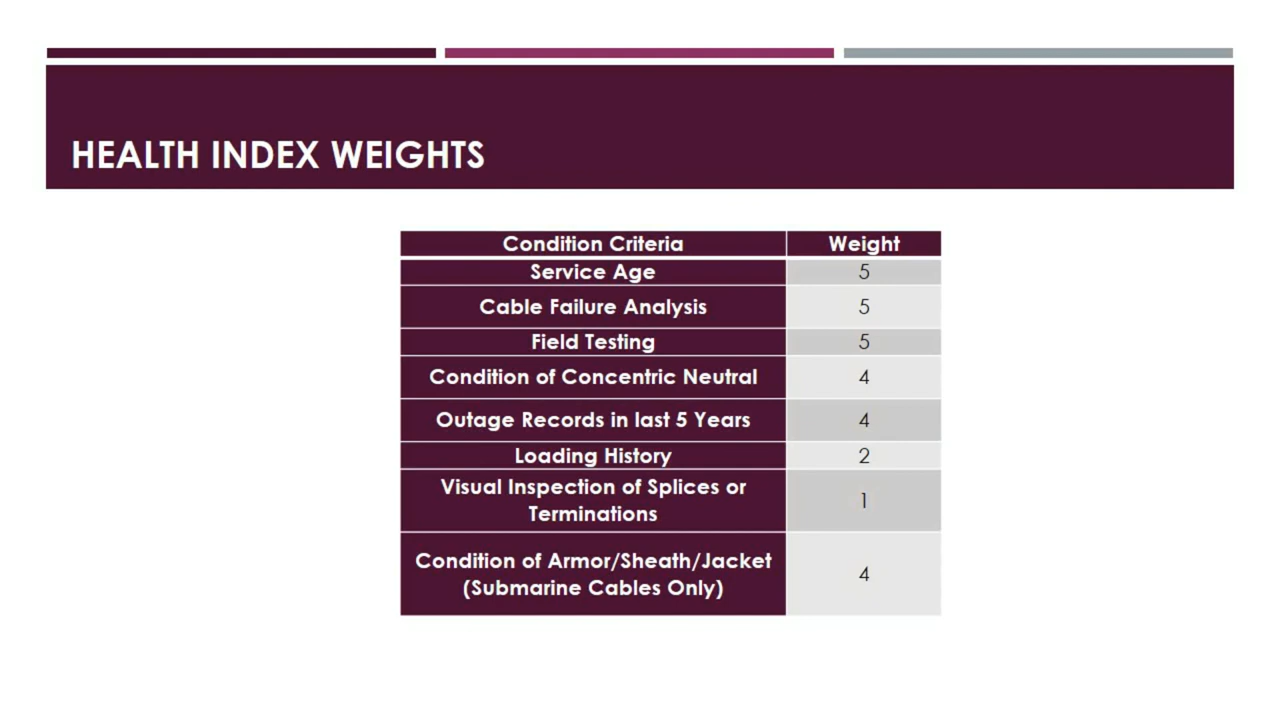 HEALTH INDEX WEIGHTS
Condition Criteria Weight
Service Age 5
Cable Failure Analysis 5
Field Testing 5
Condition of Concentric Neutral 4
Outage Records in last 5 Years 4
Loading History 2
Visual Inspection of Splices or
Terminations 1
Condition of Armor/Sheath/Jacket
(Submarine Cables Only) 4